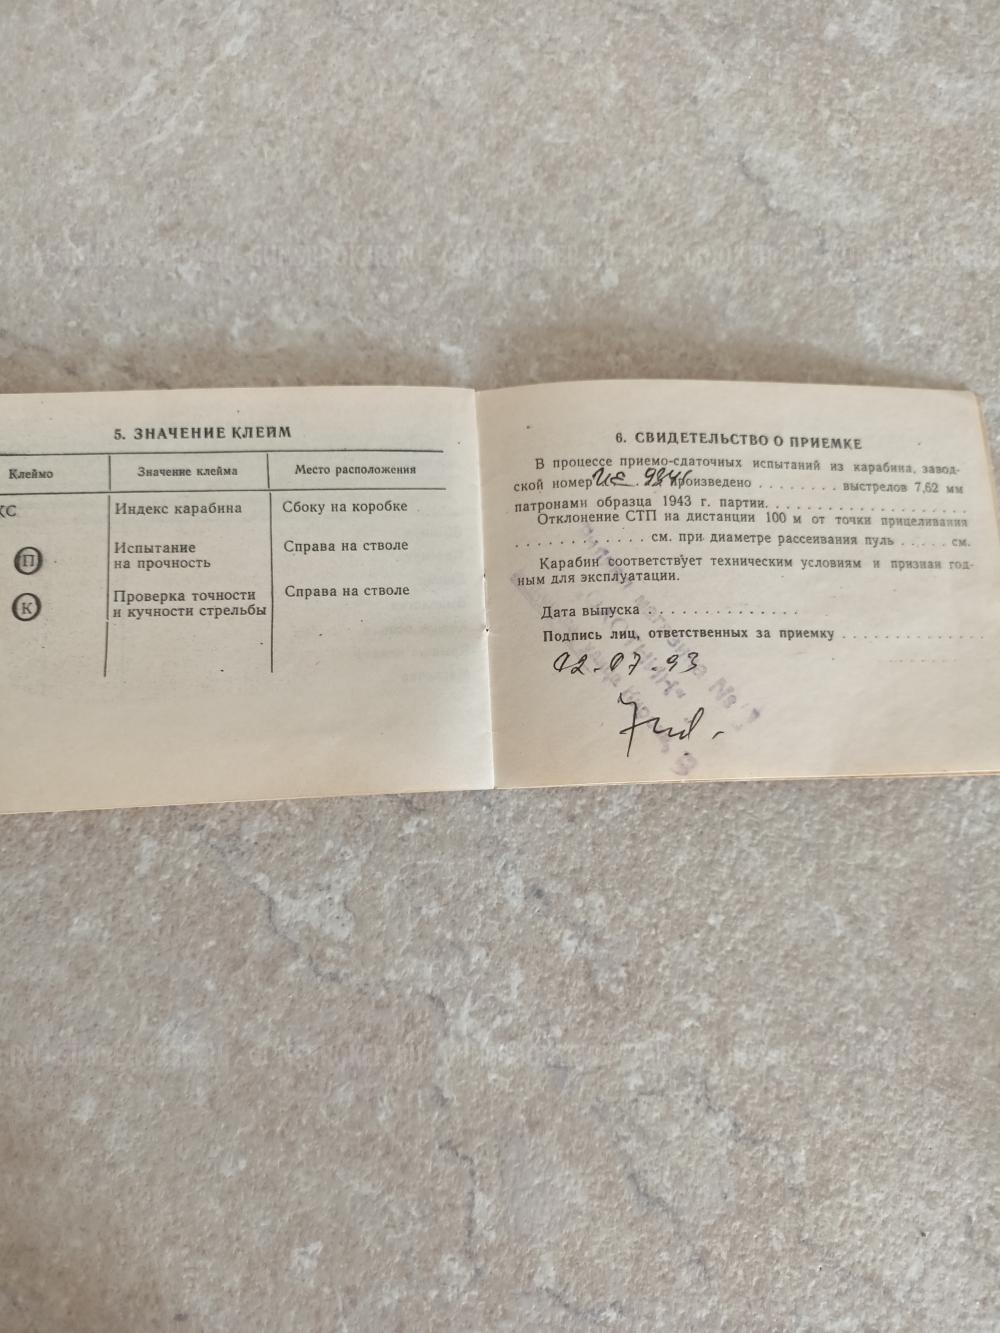 5. ЗНАЧЕНИЕ КЛЕЙМ
Клеймо Значение клейма Место расположения
КС Индекс карабина Сбоку на коробке
П Испытание на прочность Справа на стволе
К Проверка точности и кучности стрельбы Справа на стволе
6. СВИДЕТЕЛЬСТВО О ПРИЕМКЕ
В процессе приемо-сдаточных испытаний из карабина, завод-
ской номер произведено . . . . . . . . выстрелов 7,62 мм
патронами образца 1943 г. партии. . . . . . . . . . . . . . . . . .
Отклонение СТП на дистанции 100 м от точки прицеливания
. . . . . . . . . . . . см. при диаметре рассеивания пуль . . . . . см.
Карабин соответствует техническим условиям и признан год-
ным для эксплуатации.
Дата выпуска . . . . . . . . . . . . . .
Подпись лиц, ответственных за приемку . . . . . . . . . . . . . .
02.07.93
магазина № 1